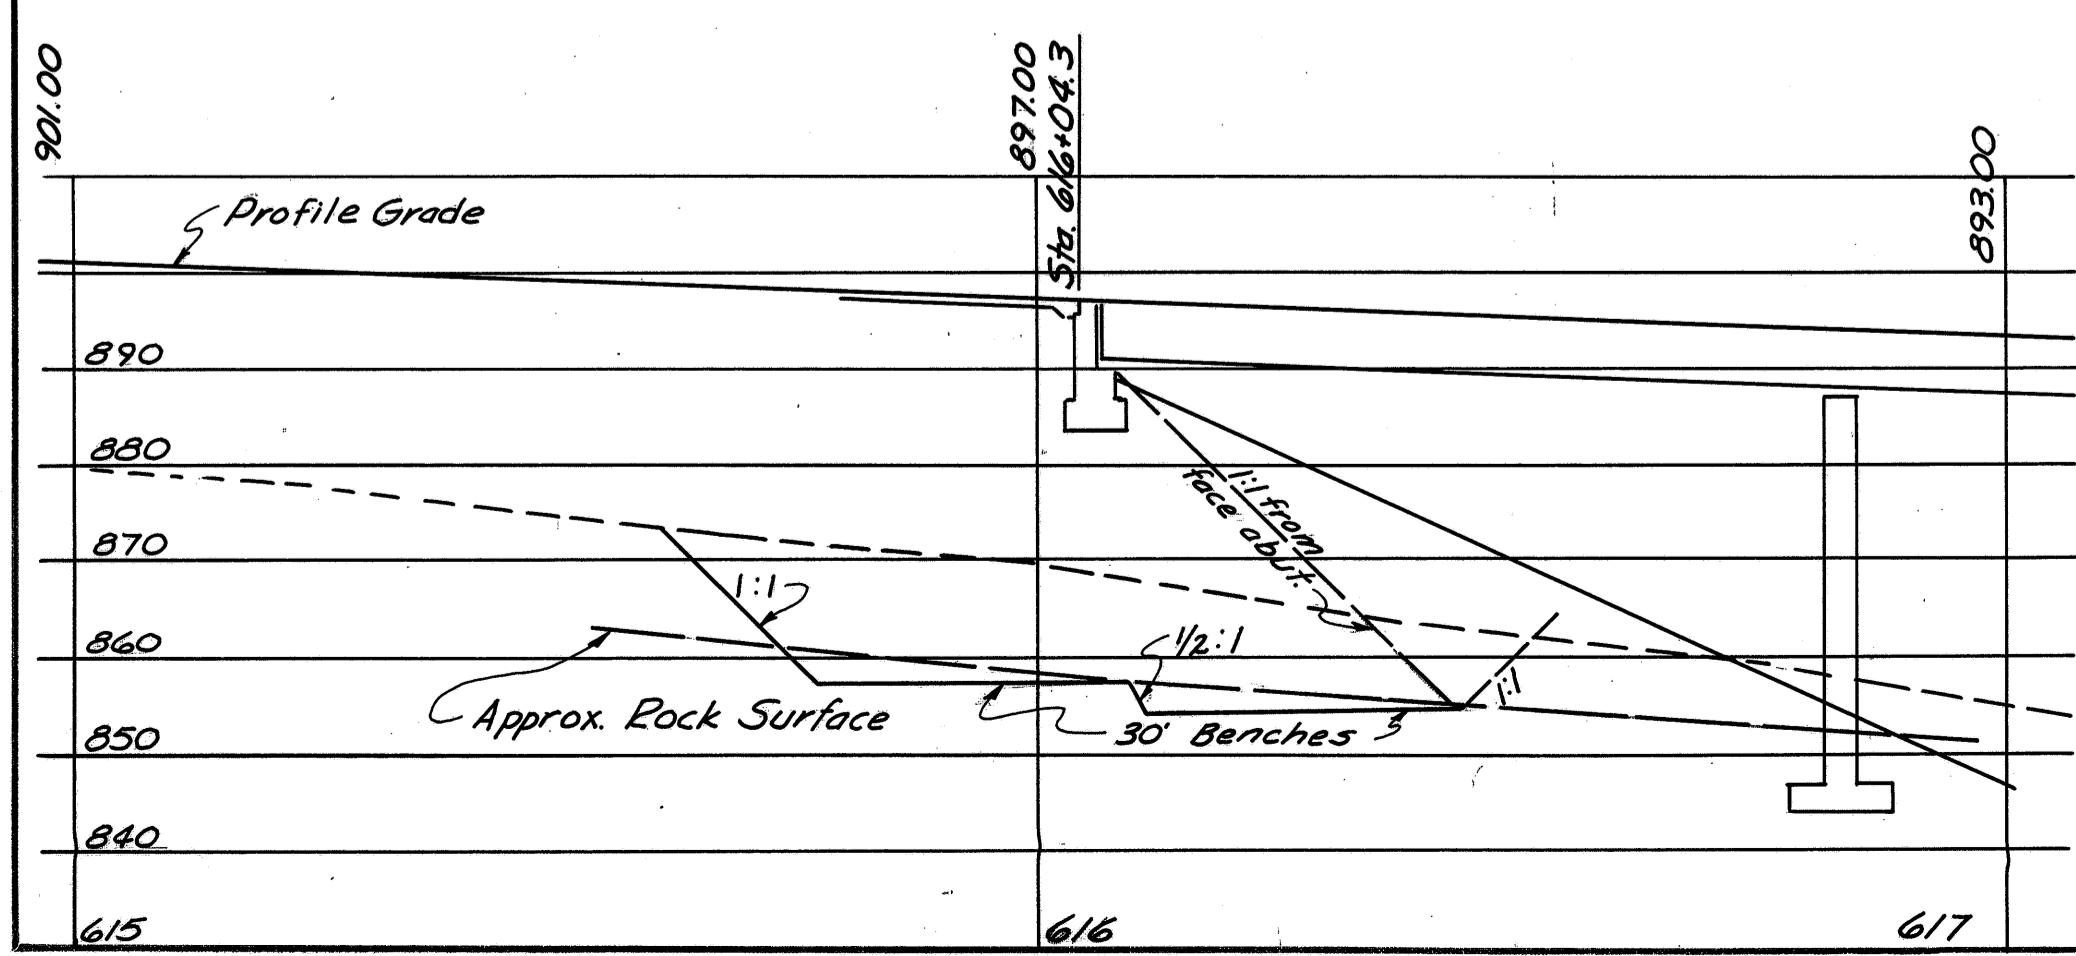 901.00
897.00
Sta. 616+04.3
893.00
Profile Grade
890
880
1:1 from
face abut.
870
1:1
860
1/2:1
1:1
Approx. Rock Surface
30' Benches
850
840
615
616
617